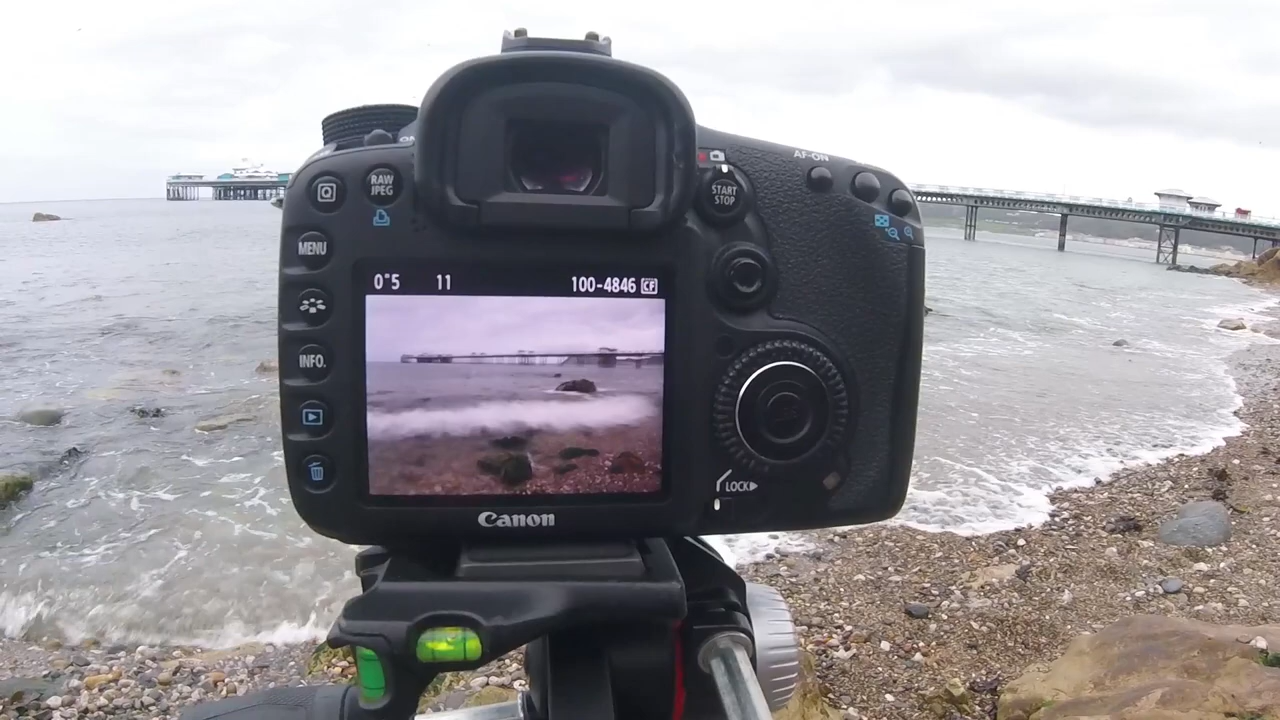 RAW
JPEG
Q
MENU
INFO.
AF-ON
START
STOP
0"5 11 100-4846 CF
LOCK
Canon